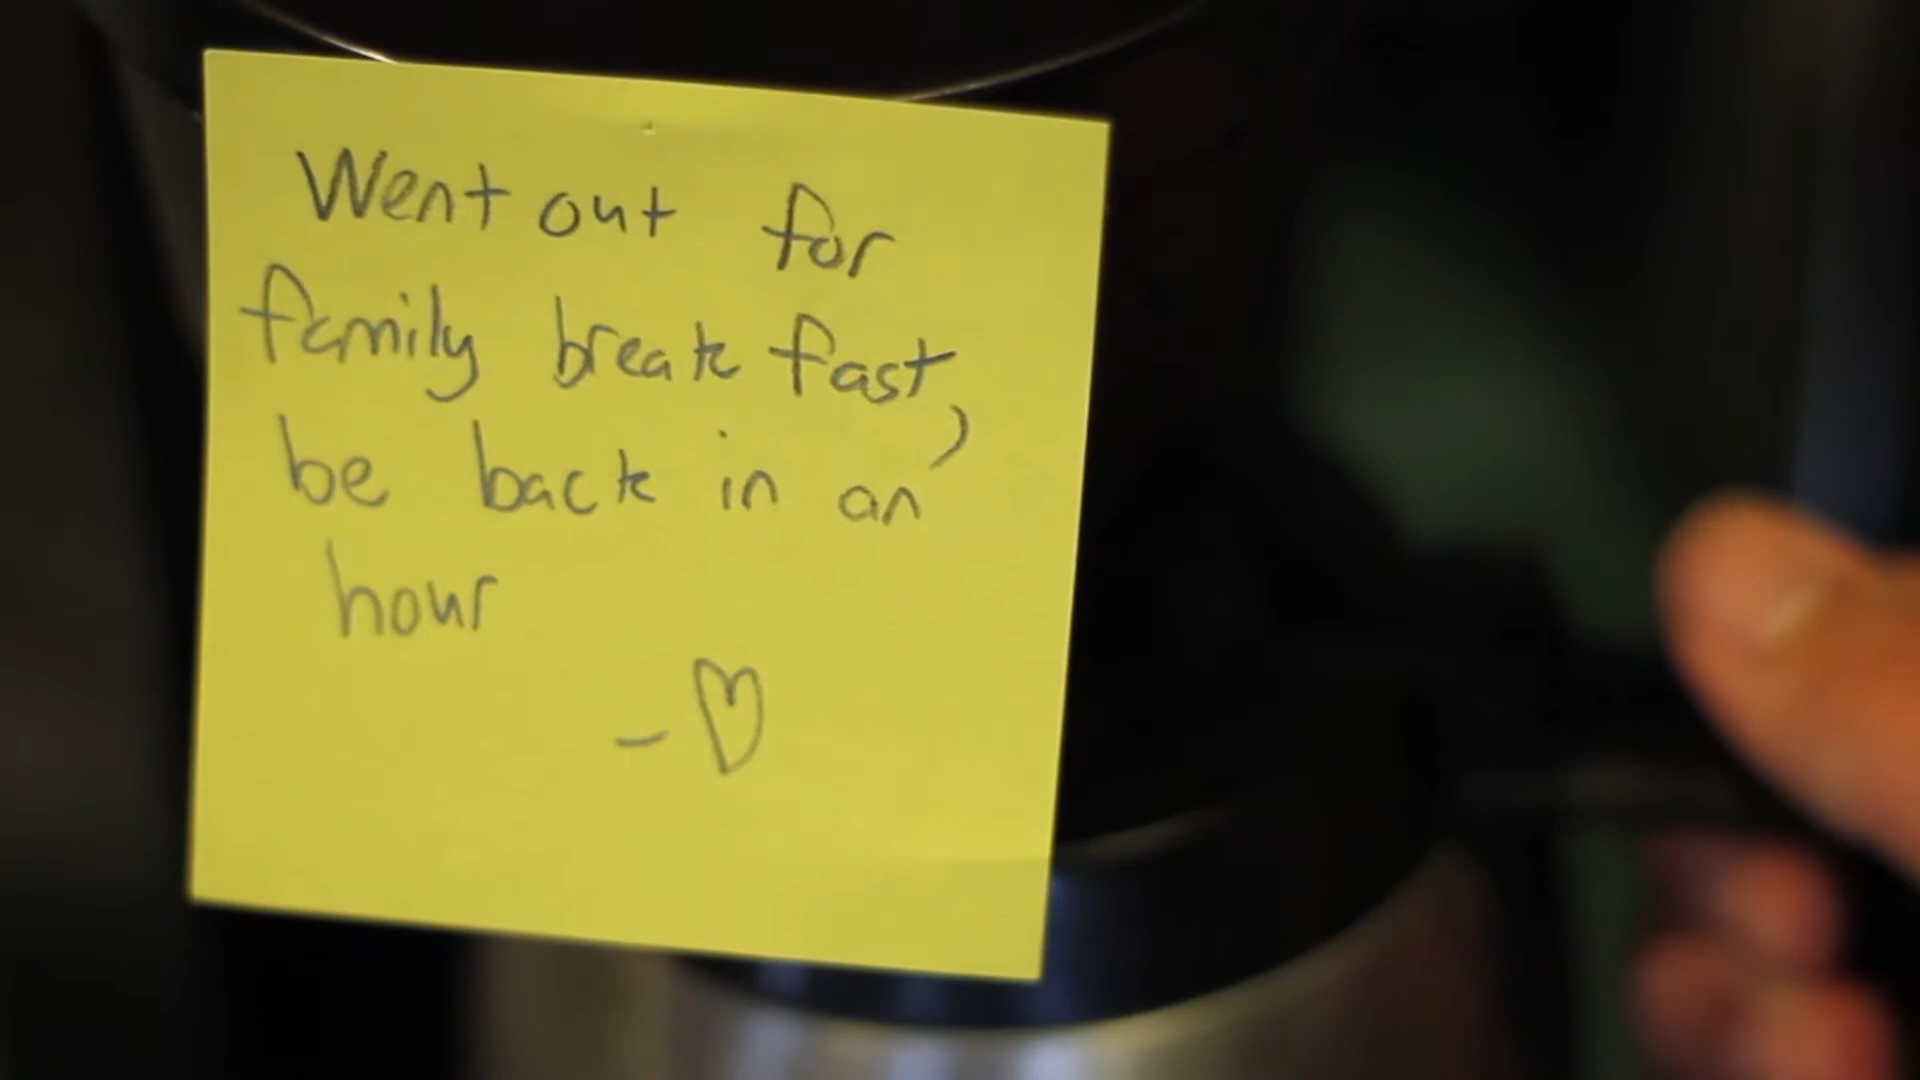 Went out for
family breakfast,
be back in an
hour
- ♡